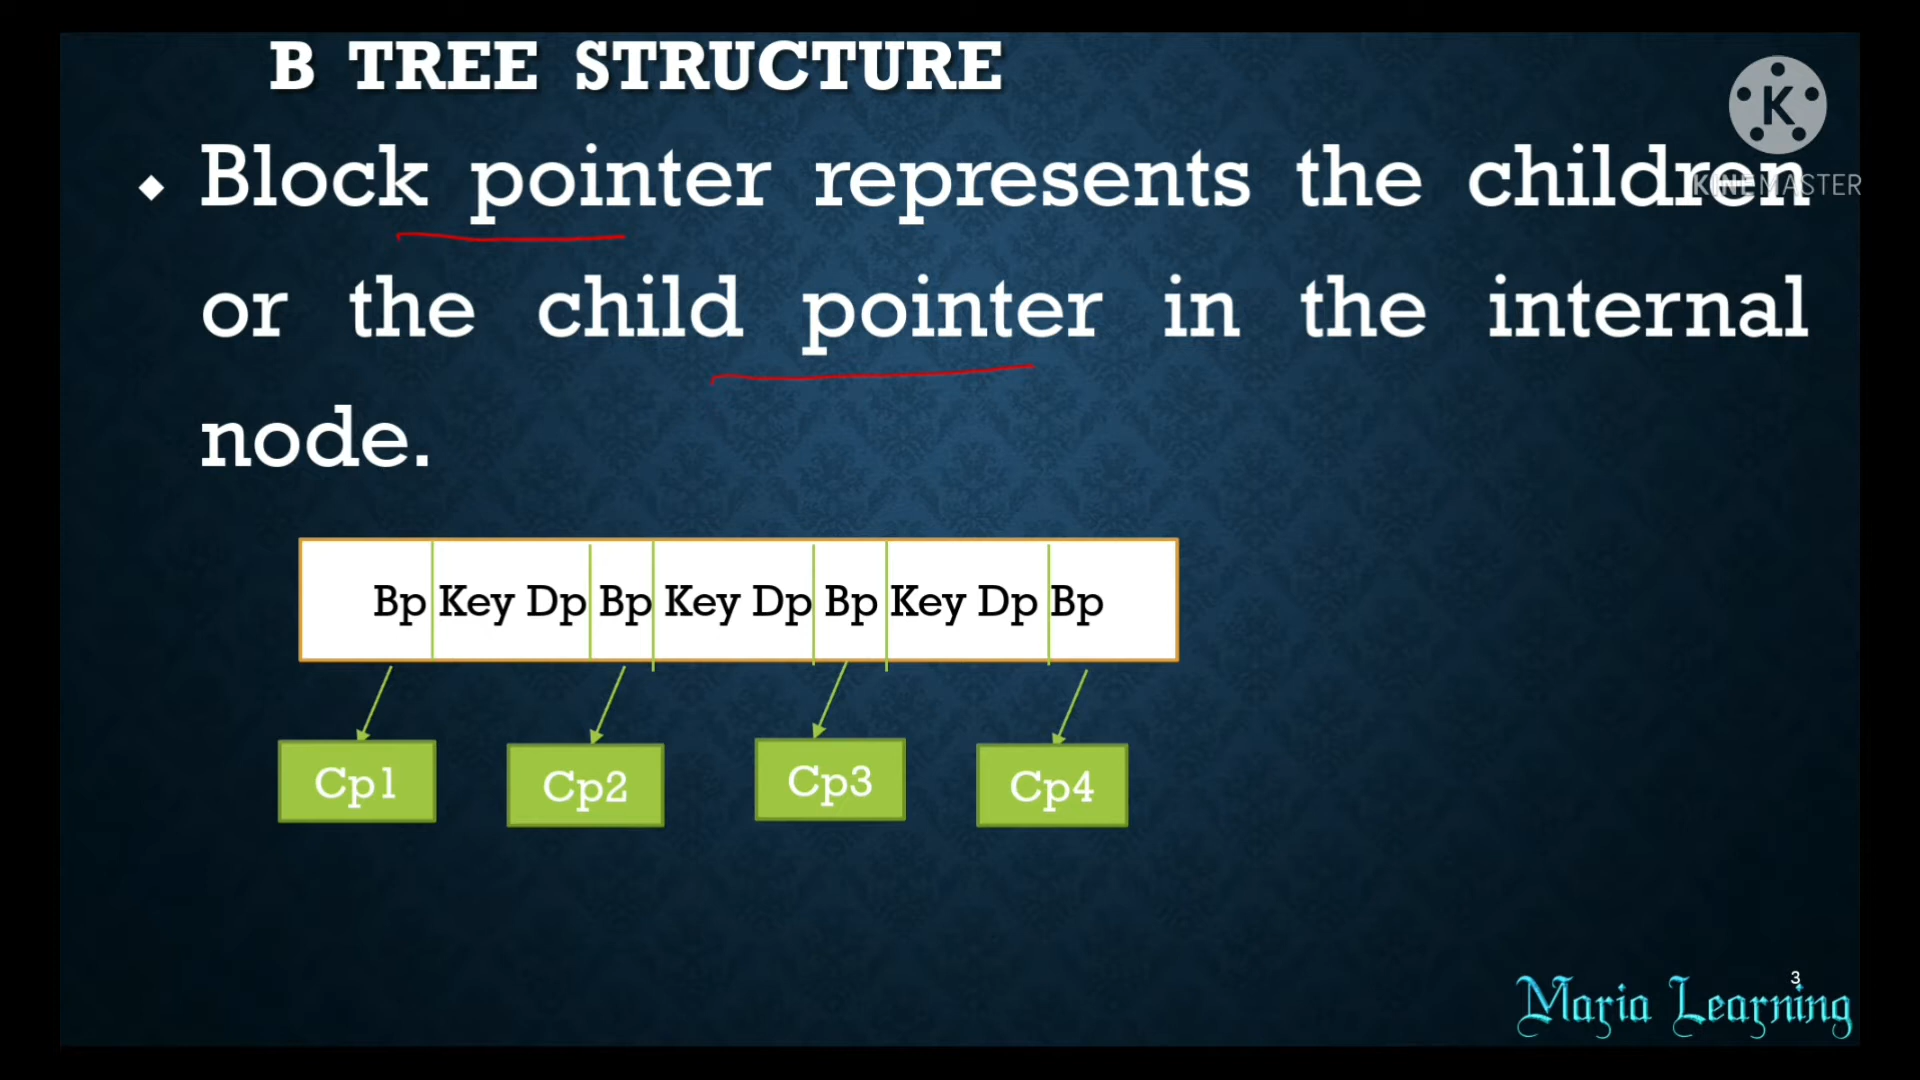 B TREE STRUCTURE
K
KINEMASTER
◆ Block pointer represents the children
or the child pointer in the internal
node.
Bp Key Dp Bp Key Dp Bp Key Dp Bp
Cp1 Cp2 Cp3 Cp4
3
Maria Learning